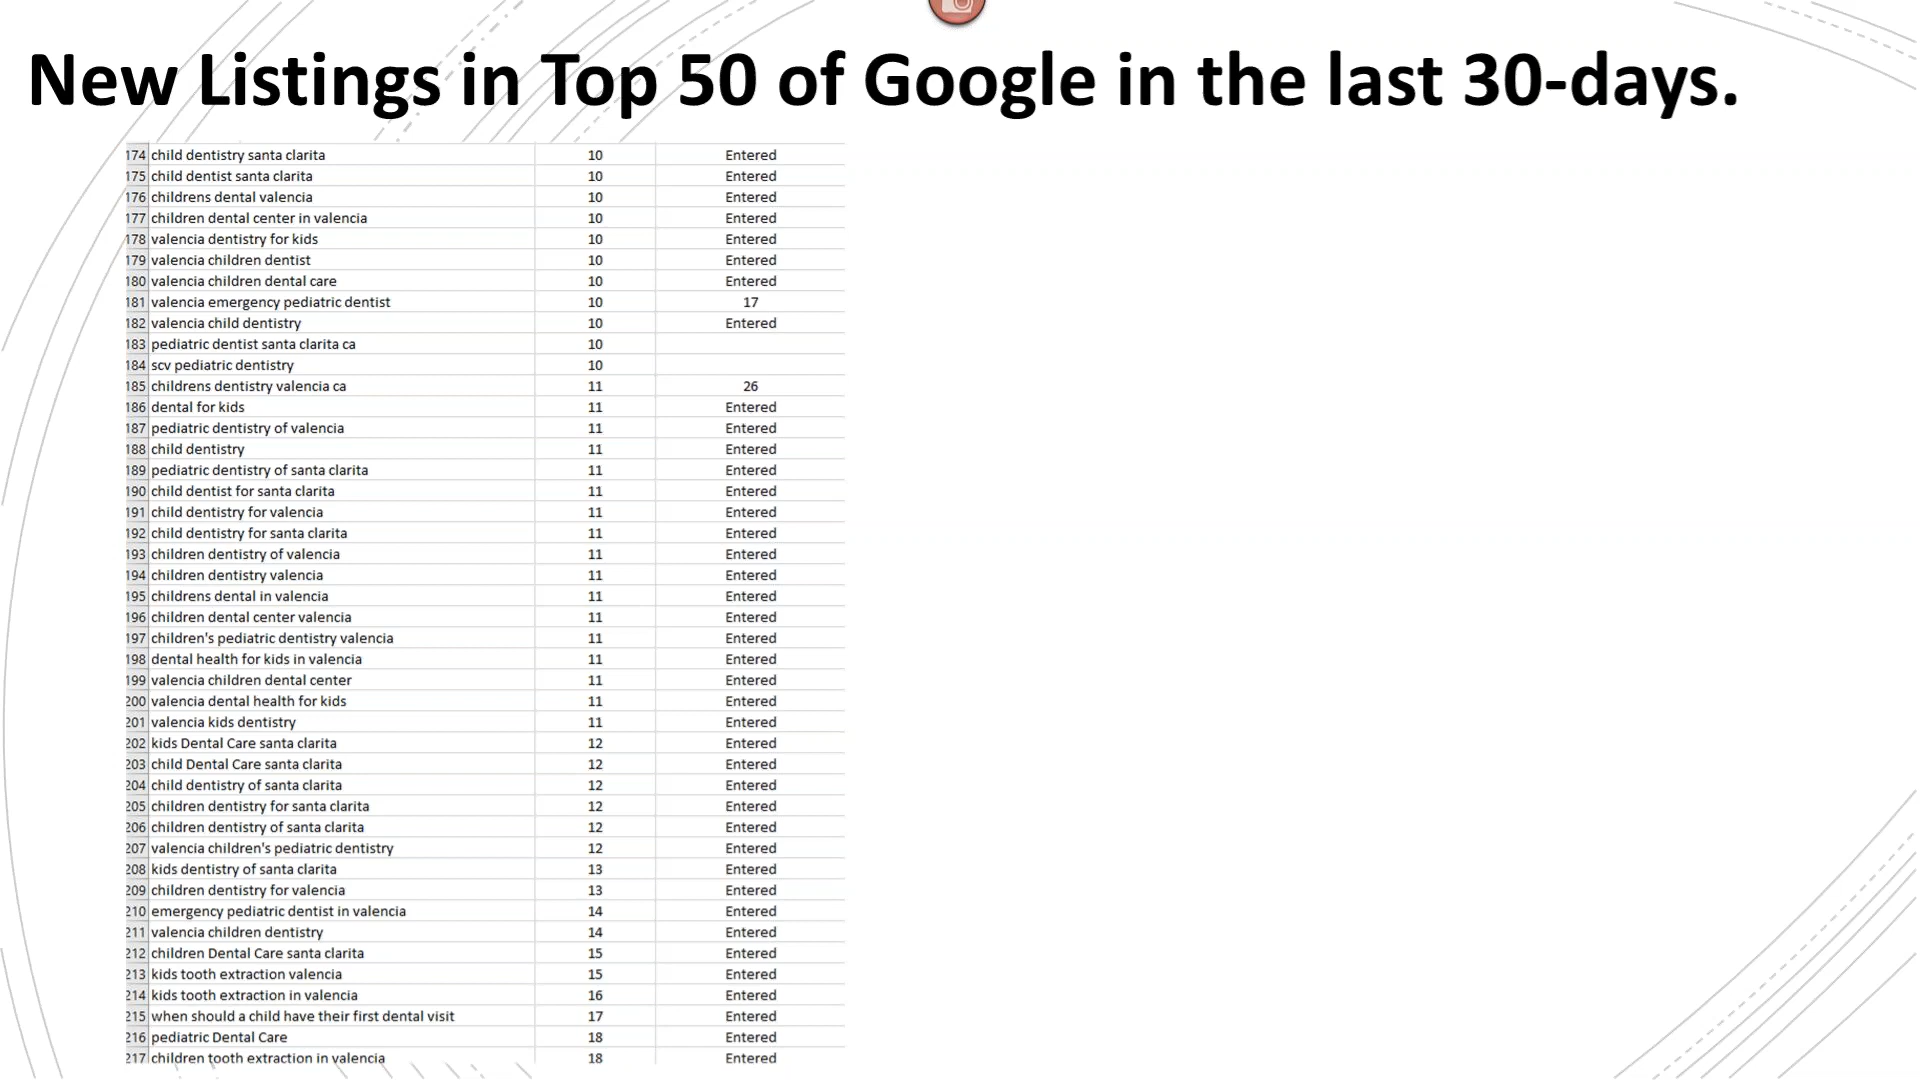 New Listings in Top 50 of Google in the last 30-days.
174 child dentistry santa clarita 10 Entered
175 child dentist santa clarita 10 Entered
176 childrens dental valencia 10 Entered
177 children dental center in valencia 10 Entered
178 valencia dentistry for kids 10 Entered
179 valencia children dentist 10 Entered
180 valencia children dental care 10 Entered
181 valencia emergency pediatric dentist 10 17
182 valencia child dentistry 10 Entered
183 pediatric dentist santa clarita ca 10
184 scv pediatric dentistry 10
185 childrens dentistry valencia ca 11 26
186 dental for kids 11 Entered
187 pediatric dentistry of valencia 11 Entered
188 child dentistry 11 Entered
189 pediatric dentistry of santa clarita 11 Entered
190 child dentist for santa clarita 11 Entered
191 child dentistry for valencia 11 Entered
192 child dentistry for santa clarita 11 Entered
193 children dentistry of valencia 11 Entered
194 children dentistry valencia 11 Entered
195 childrens dental in valencia 11 Entered
196 children dental center valencia 11 Entered
197 children's pediatric dentistry valencia 11 Entered
198 dental health for kids in valencia 11 Entered
199 valencia children dental center 11 Entered
200 valencia dental health for kids 11 Entered
201 valencia kids dentistry 11 Entered
202 kids Dental Care santa clarita 12 Entered
203 child Dental Care santa clarita 12 Entered
204 child dentistry of santa clarita 12 Entered
205 children dentistry for santa clarita 12 Entered
206 children dentistry of santa clarita 12 Entered
207 valencia children's pediatric dentistry 12 Entered
208 kids dentistry of santa clarita 13 Entered
209 children dentistry for valencia 13 Entered
210 emergency pediatric dentist in valencia 14 Entered
211 valencia children dentistry 14 Entered
212 children Dental Care santa clarita 15 Entered
213 kids tooth extraction valencia 15 Entered
214 kids tooth extraction in valencia 16 Entered
215 when should a child have their first dental visit 17 Entered
216 pediatric Dental Care 18 Entered
217 children tooth extraction in valencia 18 Entered